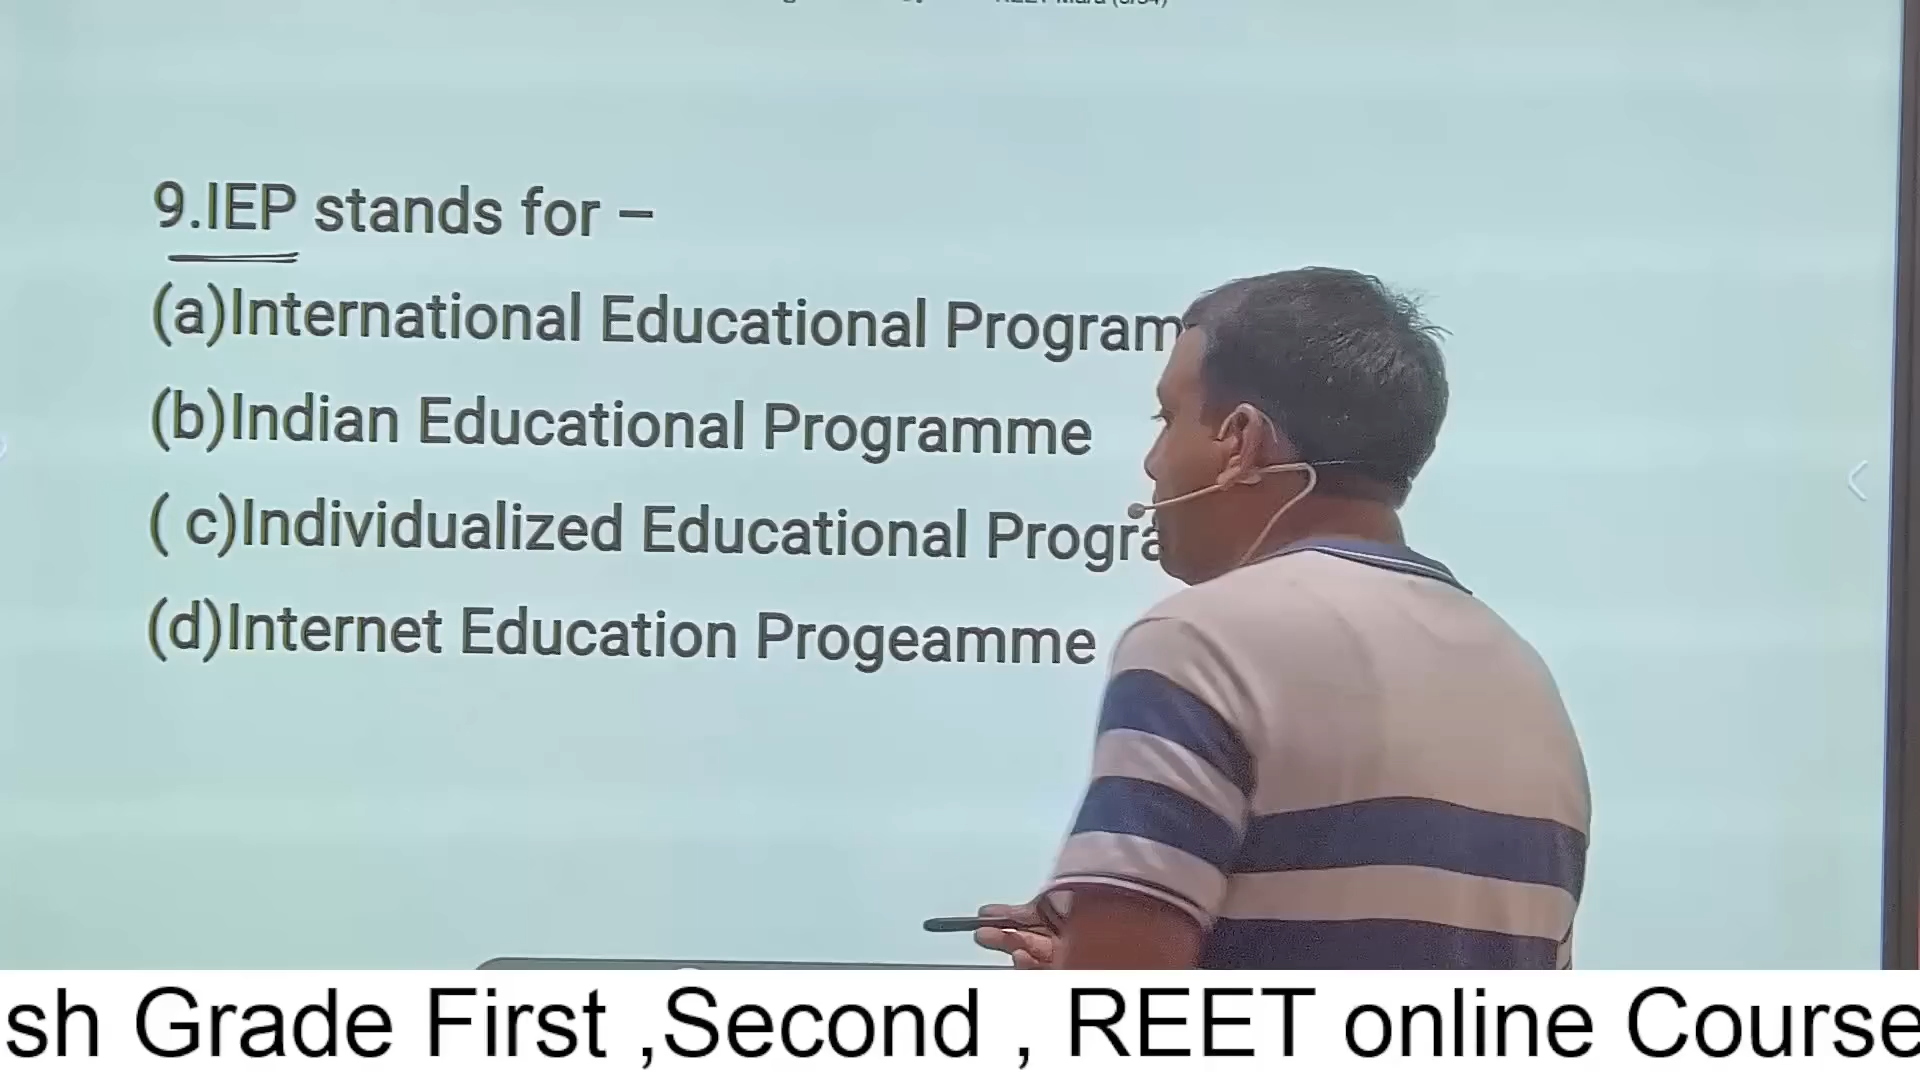 9.IEP stands for –
(a)International Educational Program
(b)Indian Educational Programme
( c)Individualized Educational Progra
(d)Internet Education Progeamme
sh Grade First ,Second , REET online Course